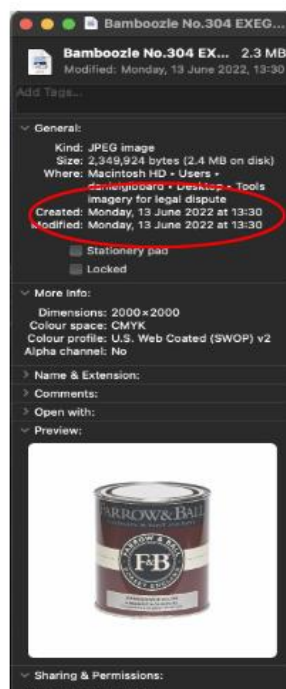 Bamboozle No.304 EXEG...
Bamboozle No.304 EX... 2.3 MB
Modified: Monday, 13 June 2022, 13:30
Add Tags...
General:
Kind: JPEG image
Size: 2,349,924 bytes (2.4 MB on disk)
Where: Macintosh HD • Users •
danielgibbard • Desktop • Tools
imagery for legal dispute
Created: Monday, 13 June 2022 at 13:30
Modified: Monday, 13 June 2022 at 13:30
Stationery pad
Locked
More Info:
Dimensions: 2000×2000
Colour space: CMYK
Colour profile: U.S. Web Coated (SWOP) v2
Alpha channel: No
Name & Extension:
Comments:
Open with:
Preview:
FARROW&BALL
F&B
Sharing & Permissions: